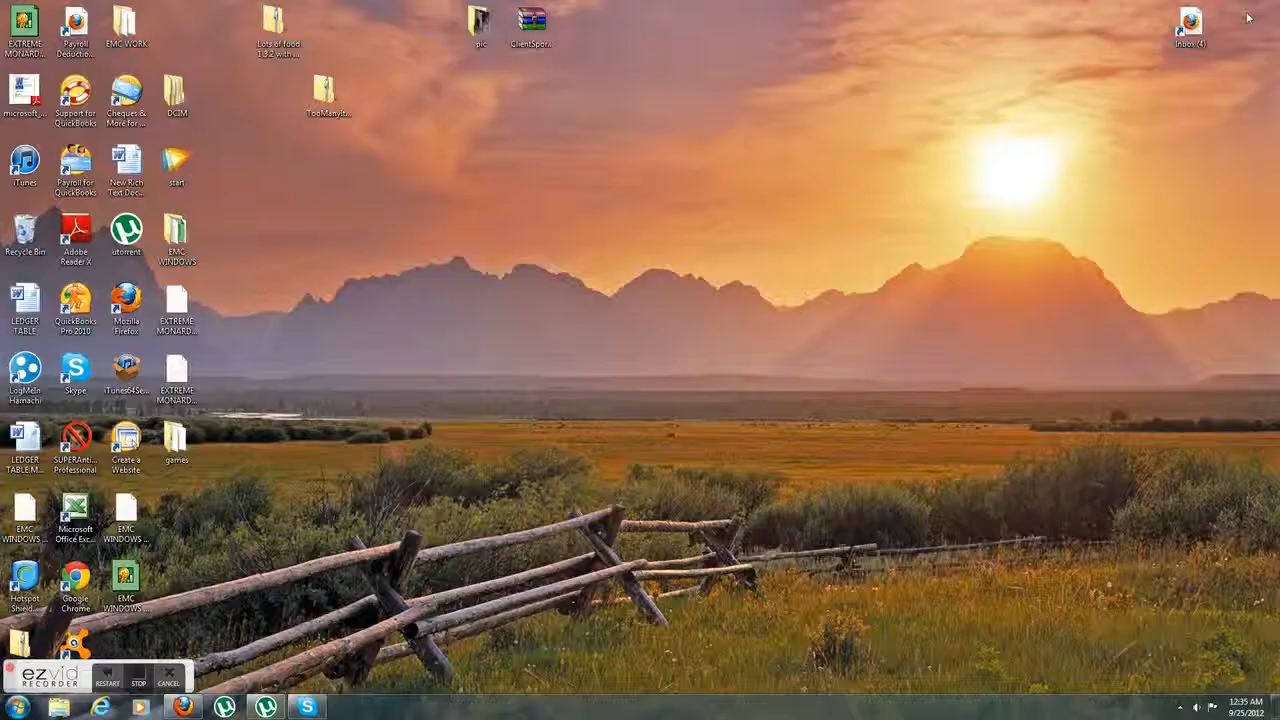 EXTREME
MONARD...
Payroll
Deductio...
EMC WORK
Lots of food
1.3.2 with ...
pic
ClientSpor...
Inbox (4)
microsoft_...
Support for
QuickBooks
Cheques &
More for ...
DCIM
TooManyIt...
iTunes
Payroll for
QuickBooks
New Rich
Text Doc...
start
Recycle Bin
Adobe
Reader X
utorrent
EMC
WINDOWS
LEDGER
TABLE
QuickBooks
Pro 2010
Mozilla
Firefox
EXTREME
MONARD...
LogMeIn
Hamachi
Skype
iTunes64Se...
EXTREME
MONARD...
LEDGER
TABLE.M...
SUPERAnti...
Professional
Create a
Website
games
EMC
WINDOWS ...
Microsoft
Office Exc...
EMC
WINDOWS ...
Hotspot
Shield...
Google
Chrome
EMC
WINDOWS ...
ezvid
RECORDER
RESTART
STOP
CANCEL
12:35 AM
9/25/2012